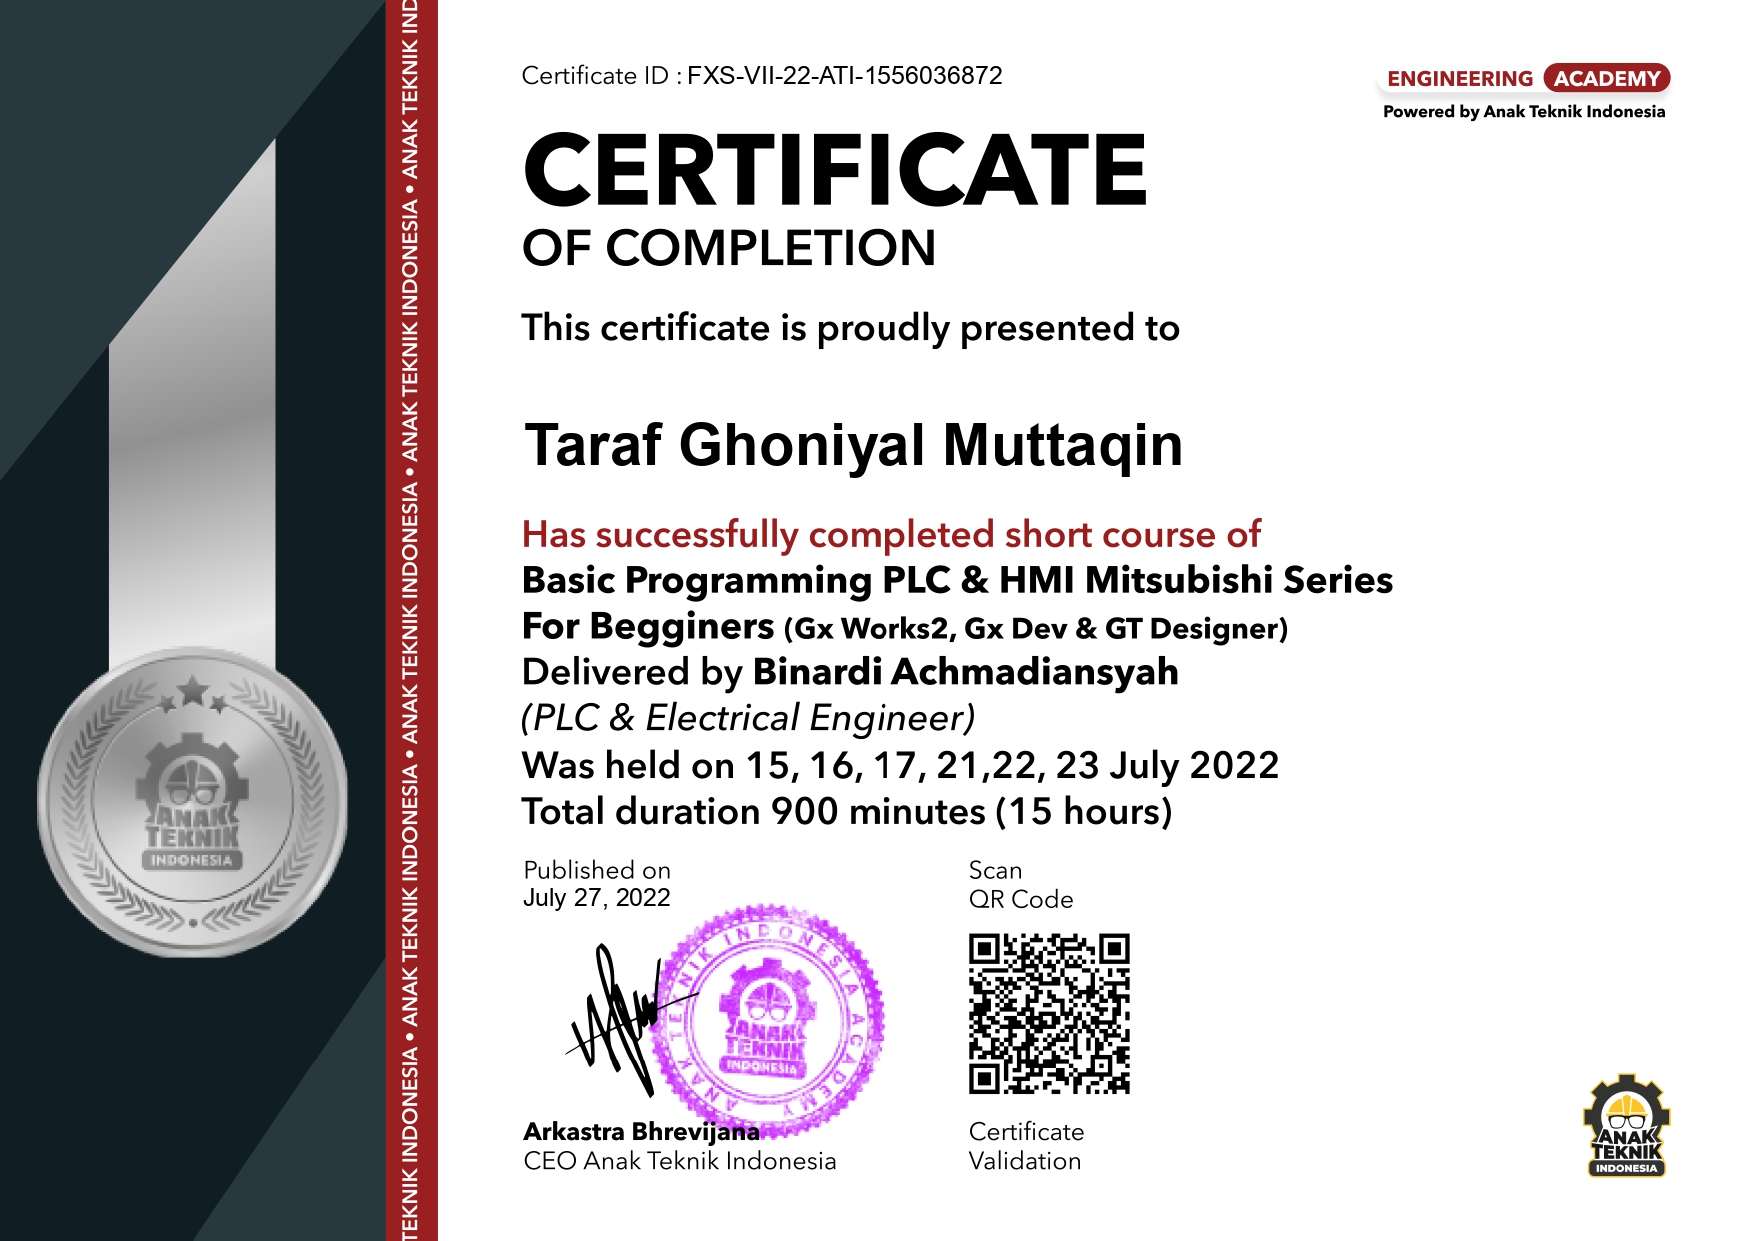 Certificate ID : FXS-VII-22-ATI-1556036872
ENGINEERING ACADEMY
Powered by Anak Teknik Indonesia
CERTIFICATE
OF COMPLETION
This certificate is proudly presented to
Taraf Ghoniyal Muttaqin
Has successfully completed short course of
Basic Programming PLC & HMI Mitsubishi Series
For Begginers (Gx Works2, Gx Dev & GT Designer)
Delivered by Binardi Achmadiansyah
(PLC & Electrical Engineer)
Was held on 15, 16, 17, 21,22, 23 July 2022
Total duration 900 minutes (15 hours)
Published on
July 27, 2022
Scan
QR Code
ANAK TEKNIK INDONESIA ACADEMY
ANAK
TEKNIK
INDONESIA
Arkastra Bhrevijana
CEO Anak Teknik Indonesia
Certificate
Validation
ANAK
TEKNIK
INDONESIA
ANAK
TEKNIK
INDONESIA
TEKNIK INDONESIA • ANAK TEKNIK INDONESIA • ANAK TEKNIK INDONESIA • ANAK TEKNIK INDONESIA • ANAK TEKNIK IND